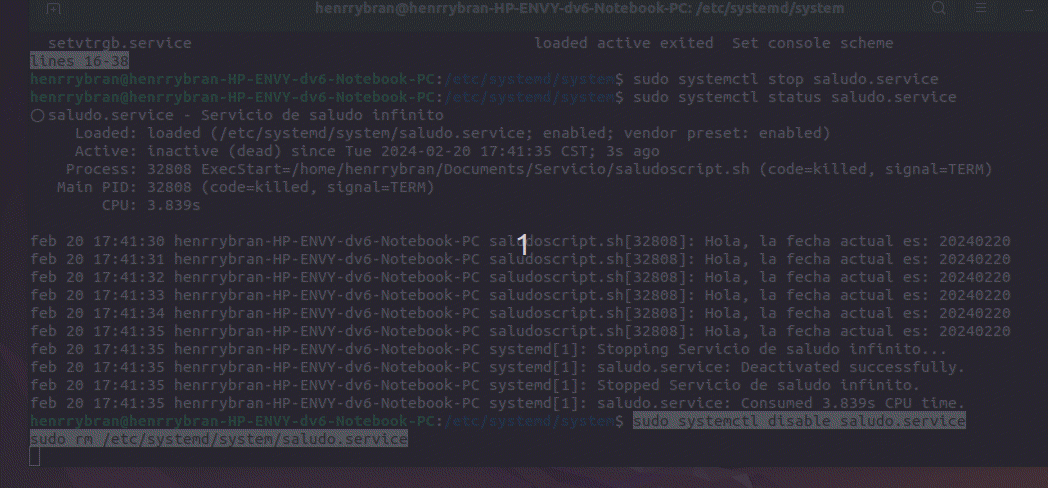 henrrybran@henrrybran-HP-ENVY-dv6-Notebook-PC: /etc/systemd/system
setvtrgb.service loaded active exited Set console scheme
lines 16-38
henrrybran@henrrybran-HP-ENVY-dv6-Notebook-PC:/etc/systemd/system$ sudo systemctl stop saludo.service
henrrybran@henrrybran-HP-ENVY-dv6-Notebook-PC:/etc/systemd/system$ sudo systemctl status saludo.service
○ saludo.service - Servicio de saludo infinito
Loaded: loaded (/etc/systemd/system/saludo.service; enabled; vendor preset: enabled)
Active: inactive (dead) since Tue 2024-02-20 17:41:35 CST; 3s ago
Process: 32808 ExecStart=/home/henrrybran/Documents/Servicio/saludoscript.sh (code=killed, signal=TERM)
Main PID: 32808 (code=killed, signal=TERM)
CPU: 3.839s
1
feb 20 17:41:30 henrrybran-HP-ENVY-dv6-Notebook-PC saludoscript.sh[32808]: Hola, la fecha actual es: 20240220
feb 20 17:41:31 henrrybran-HP-ENVY-dv6-Notebook-PC saludoscript.sh[32808]: Hola, la fecha actual es: 20240220
feb 20 17:41:32 henrrybran-HP-ENVY-dv6-Notebook-PC saludoscript.sh[32808]: Hola, la fecha actual es: 20240220
feb 20 17:41:33 henrrybran-HP-ENVY-dv6-Notebook-PC saludoscript.sh[32808]: Hola, la fecha actual es: 20240220
feb 20 17:41:34 henrrybran-HP-ENVY-dv6-Notebook-PC saludoscript.sh[32808]: Hola, la fecha actual es: 20240220
feb 20 17:41:35 henrrybran-HP-ENVY-dv6-Notebook-PC saludoscript.sh[32808]: Hola, la fecha actual es: 20240220
feb 20 17:41:35 henrrybran-HP-ENVY-dv6-Notebook-PC systemd[1]: Stopping Servicio de saludo infinito...
feb 20 17:41:35 henrrybran-HP-ENVY-dv6-Notebook-PC systemd[1]: saludo.service: Deactivated successfully.
feb 20 17:41:35 henrrybran-HP-ENVY-dv6-Notebook-PC systemd[1]: Stopped Servicio de saludo infinito.
feb 20 17:41:35 henrrybran-HP-ENVY-dv6-Notebook-PC systemd[1]: saludo.service: Consumed 3.839s CPU time.
henrrybran@henrrybran-HP-ENVY-dv6-Notebook-PC:/etc/systemd/system$ sudo systemctl disable saludo.service
sudo rm /etc/systemd/system/saludo.service